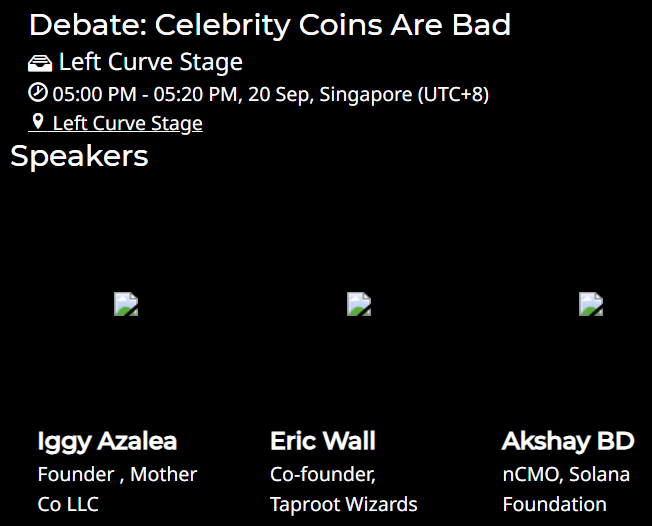 Debate: Celebrity Coins Are Bad
Left Curve Stage
05:00 PM - 05:20 PM, 20 Sep, Singapore (UTC+8)
Left Curve Stage
Speakers
Iggy Azalea
Founder , Mother
Co LLC
Eric Wall
Co-founder,
Taproot Wizards
Akshay BD
nCMO, Solana
Foundation